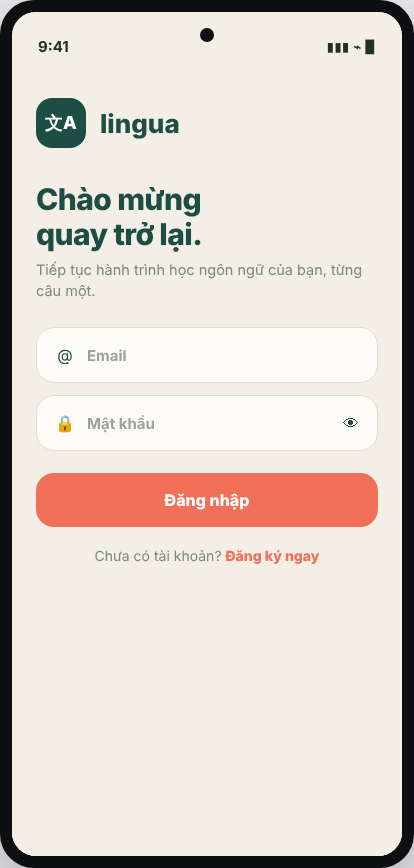 9:41
文A
lingua
Chào mừng
quay trở lại.
Tiếp tục hành trình học ngôn ngữ của bạn, từng
câu một.
@ Email
Mật khẩu
Đăng nhập
Chưa có tài khoản? Đăng ký ngay